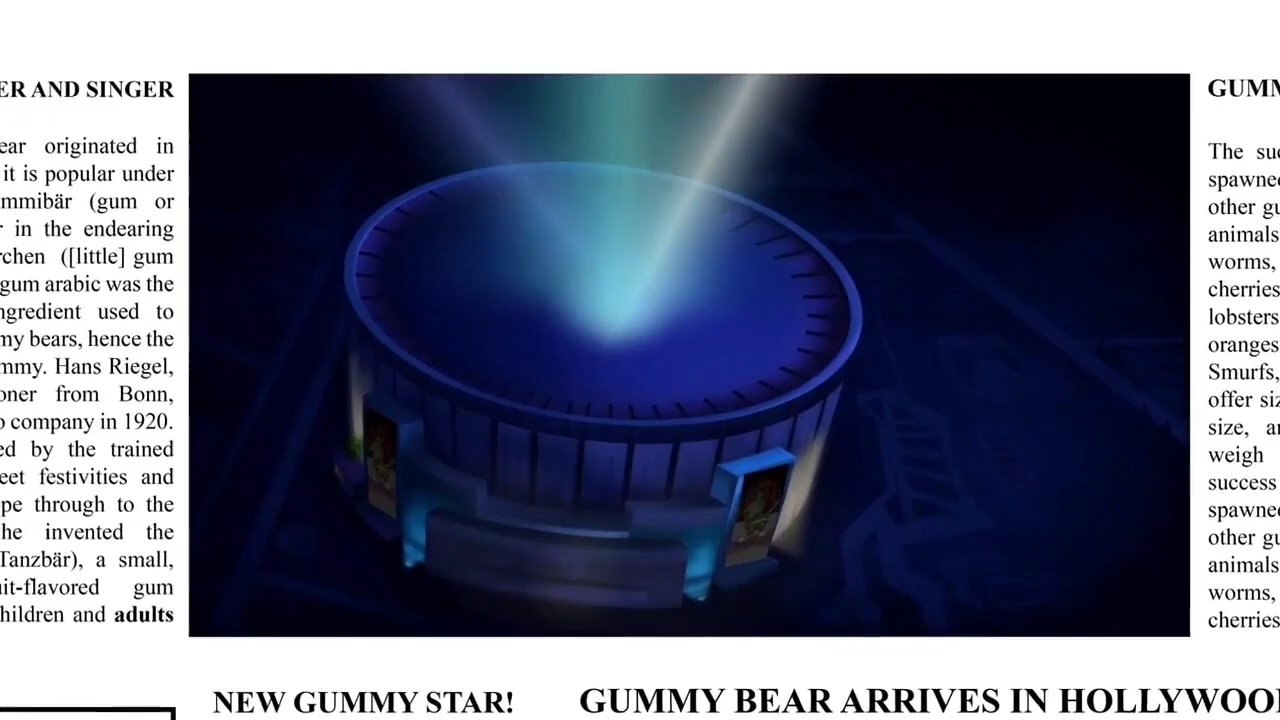 ER AND SINGER
ear originated in
it is popular under
mmibär (gum or
r in the endearing
rchen ([little] gum
gum arabic was the
ngredient used to
my bears, hence the
mmy. Hans Riegel,
oner from Bonn,
o company in 1920.
ed by the trained
eet festivities and
ope through to the
he invented the
Tanzbär), a small,
uit-flavored gum
children and adults
GUMM
The suc
spawned
other gu
animals
worms,
cherries
lobsters
oranges
Smurfs,
offer siz
size, an
weigh
success
spawned
other gu
animals
worms,
cherries
NEW GUMMY STAR!
GUMMY BEAR ARRIVES IN HOLLYWOOD